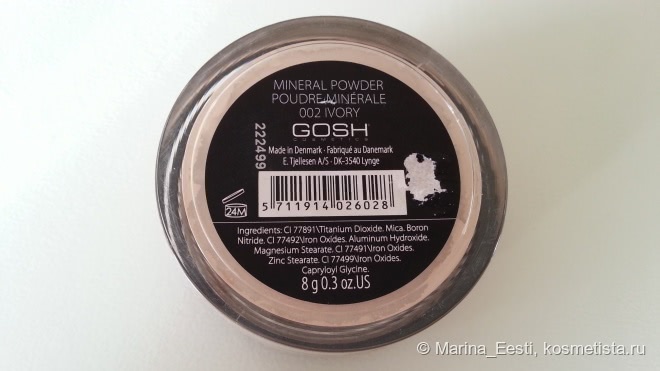 MINERAL POWDER
POUDRE MINÉRALE
002 IVORY
GOSH
COSMETICS
222499
Made in Denmark · Fabriqué au Danemark
E. Tjellesen A/S · DK-3540 Lynge
5 711914 026028
24M
Ingredients: CI 77891\Titanium Dioxide. Mica. Boron
Nitride. CI 77492\Iron Oxides. Aluminum Hydroxide.
Magnesium Stearate. CI 77491\Iron Oxides.
Zinc Stearate. CI 77499\Iron Oxides.
Capryloyl Glycine.
8 g 0.3 oz.US
© Marina_Eesti, kosmetista.ru